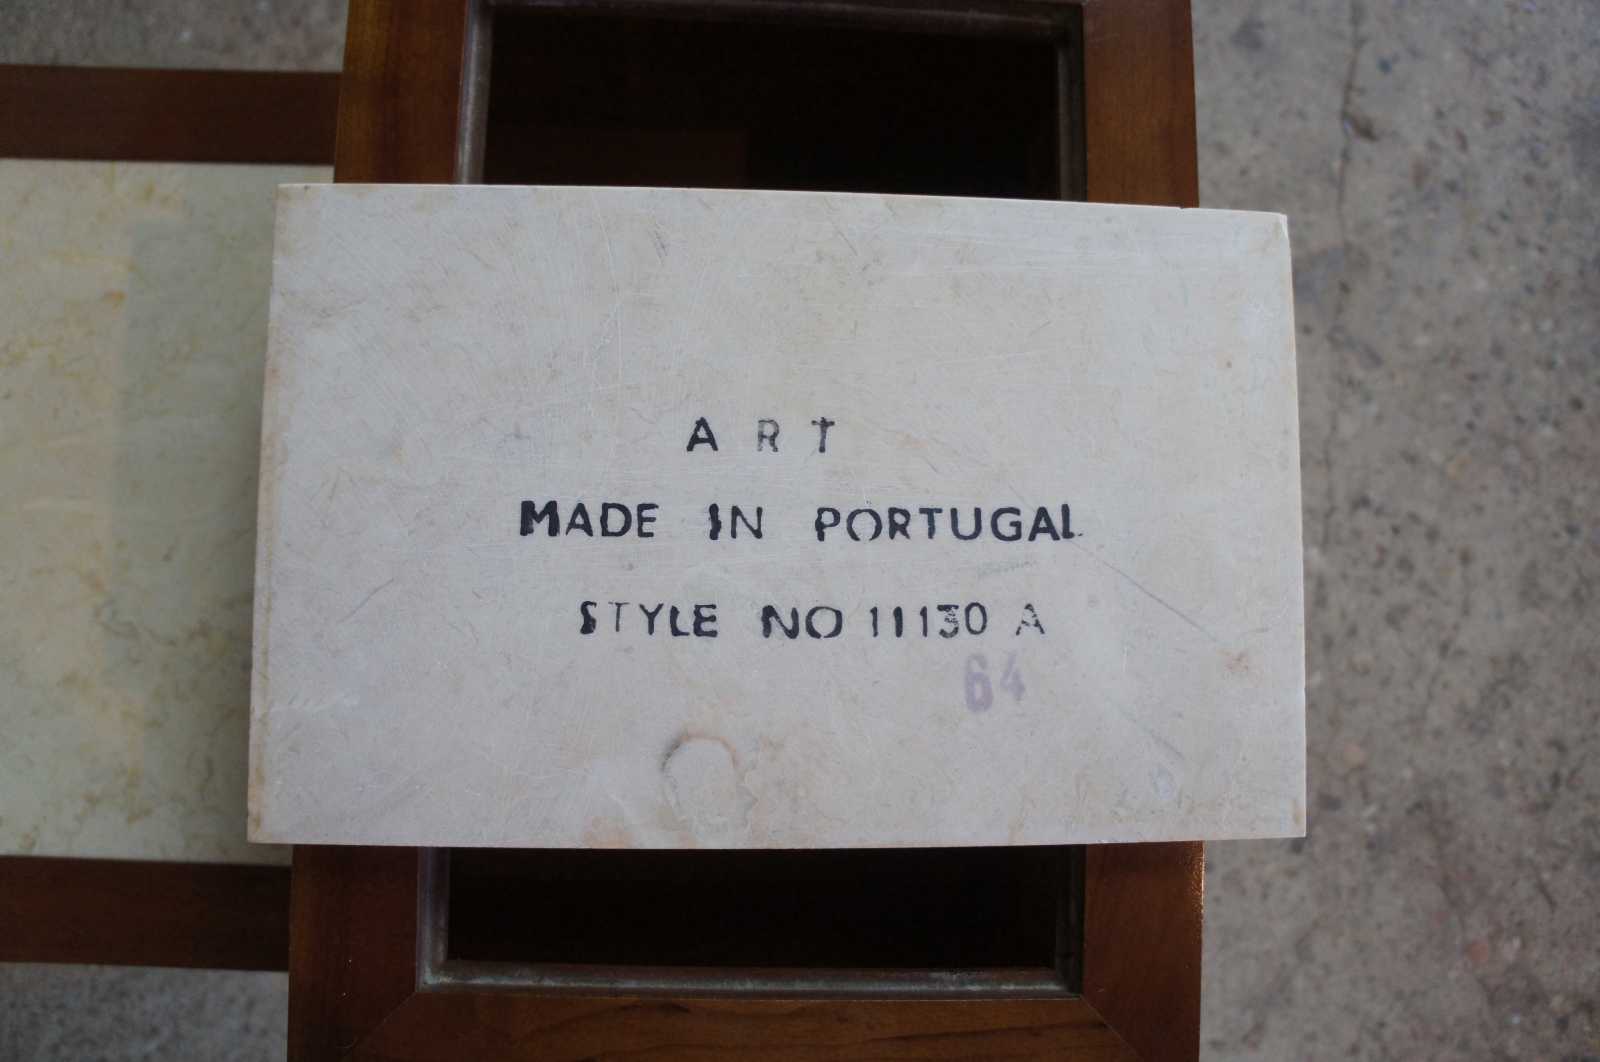 ART
MADE IN PORTUGAL
STYLE NO 11130 A
64